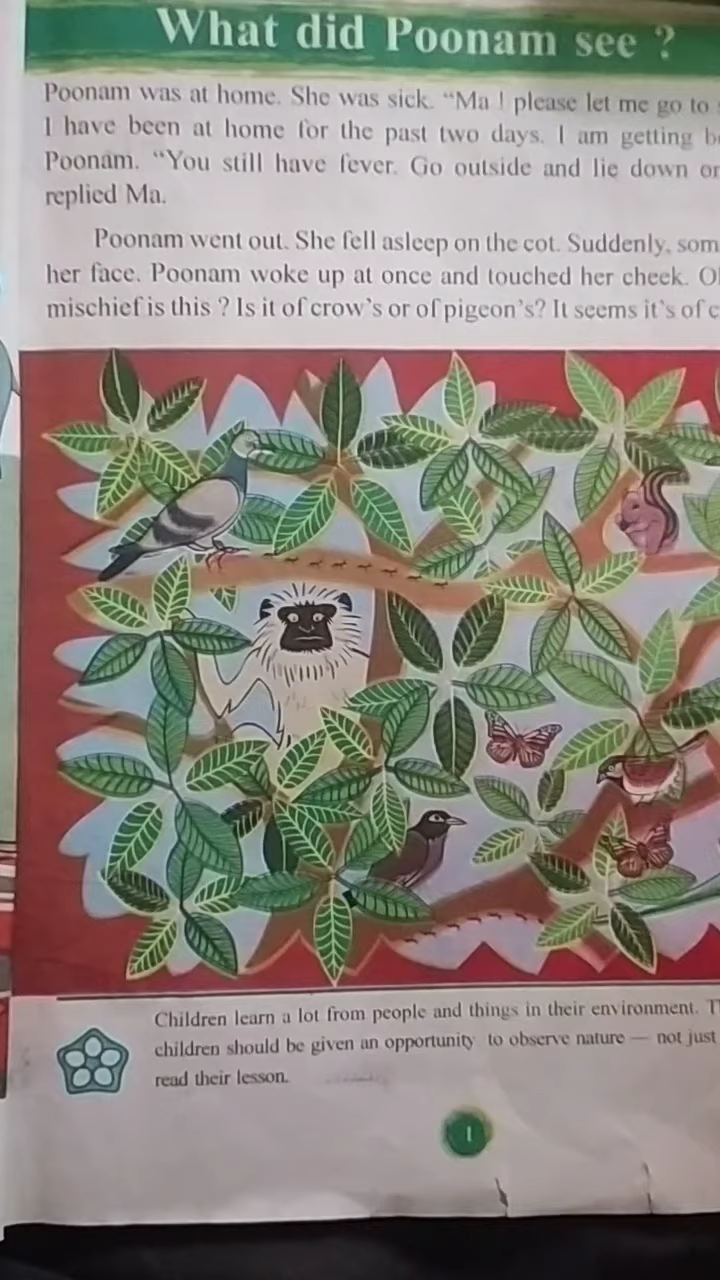 What did Poonam see ?
Poonam was at home. She was sick. “Ma ! please let me go to
I have been at home for the past two days. I am getting
Poonam. “You still have fever. Go outside and lie down
replied Ma.
Poonam went out. She fell asleep on the cot. Suddenly,
her face. Poonam woke up at once and touched her cheek.
mischief is this ? Is it of crow’s or of pigeon’s? It seems it’s of
Children learn a lot from people and things in their environment.
children should be given an opportunity to observe nature — not just
read their lesson.
1